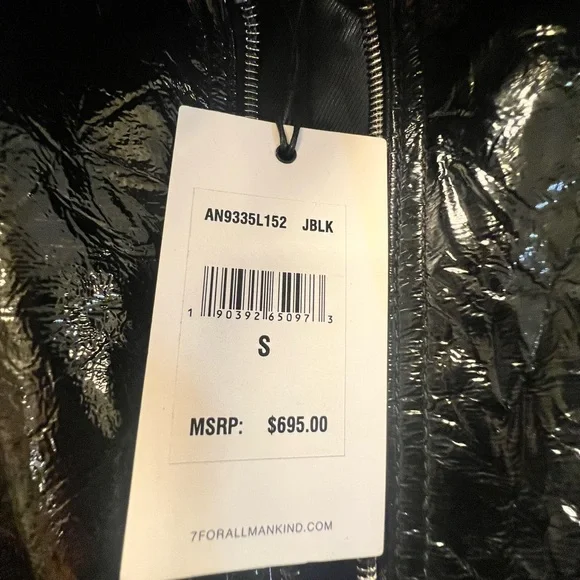 AN9335L152 JBLK
1 90392 65097 3
S
MSRP: $695.00
7FORALLMANKIND.COM